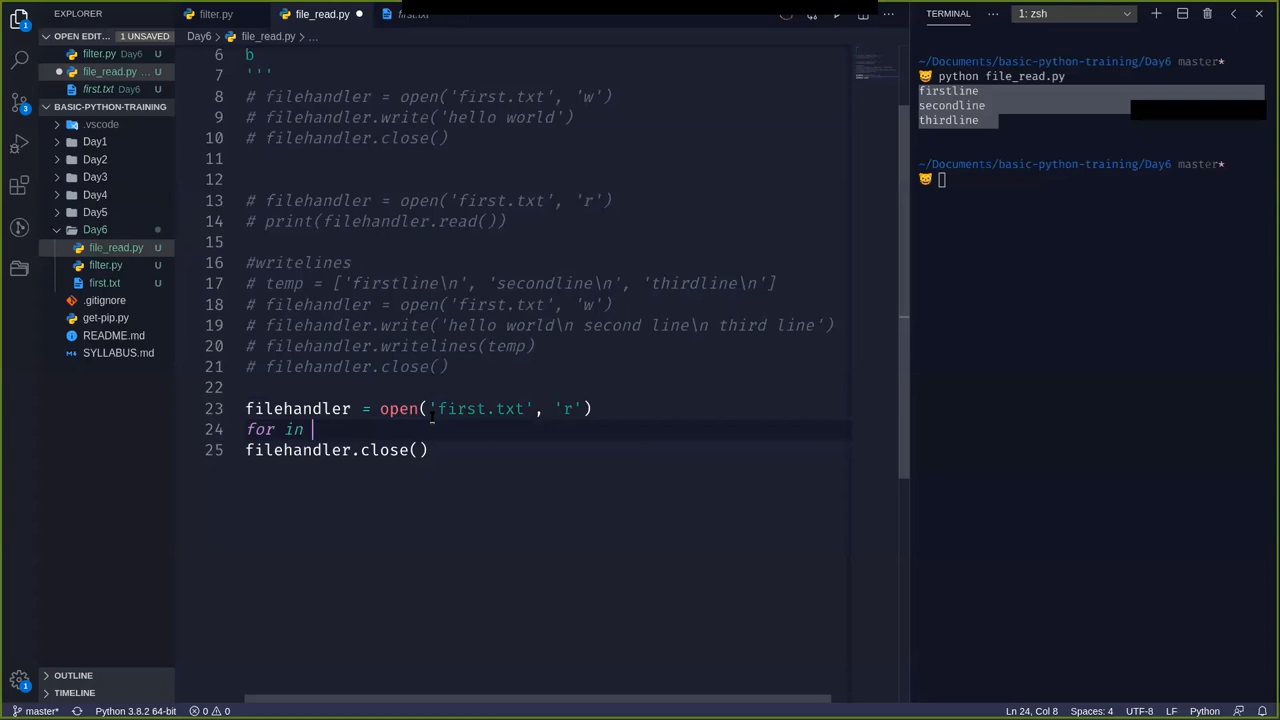 EXPLORER
filter.py
file_read.py
first.txt
TERMINAL
1: zsh
OPEN EDIT... 1 UNSAVED
filter.py Day6
file_read.py ...
first.txt Day6
BASIC-PYTHON-TRAINING
.vscode
Day1
Day2
Day3
Day4
Day5
Day6
file_read.py U
filter.py U
first.txt U
.gitignore
get-pip.py
README.md
SYLLABUS.md
OUTLINE
TIMELINE
Day6 > file_read.py > ...
6 b
7 '''
8 # filehandler = open('first.txt', 'w')
9 # filehandler.write('hello world')
10 # filehandler.close()
11
12
13 # filehandler = open('first.txt', 'r')
14 # print(filehandler.read())
15
16 #writelines
17 # temp = ['firstline\n', 'secondline\n', 'thirdline\n']
18 # filehandler = open('first.txt', 'w')
19 # filehandler.write('hello world\n second line\n third line')
20 # filehandler.writelines(temp)
21 # filehandler.close()
22
23 filehandler = open('first.txt', 'r')
24 for in
25 filehandler.close()
~/Documents/basic-python-training/Day6 master*
python file_read.py
firstline
secondline
thirdline
~/Documents/basic-python-training/Day6 master*
1
3
1
master* Python 3.8.2 64-bit 0 0 Ln 24, Col 8 Spaces: 4 UTF-8 LF Python